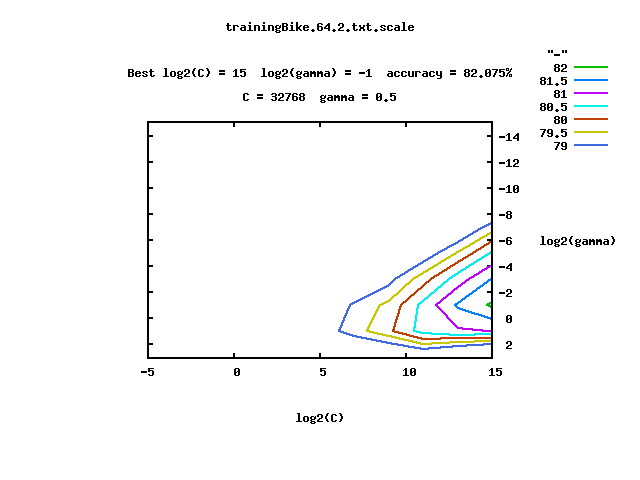 trainingBike.64.2.txt.scale
Best log2(C) = 15  log2(gamma) = -1  accuracy = 82.075%
C = 32768  gamma = 0.5
"-"
82
81.5
81
80.5
80
79.5
79
-14
-12
-10
-8
-6
-4
-2
0
2
log2(gamma)
-5 0 5 10 15
log2(C)